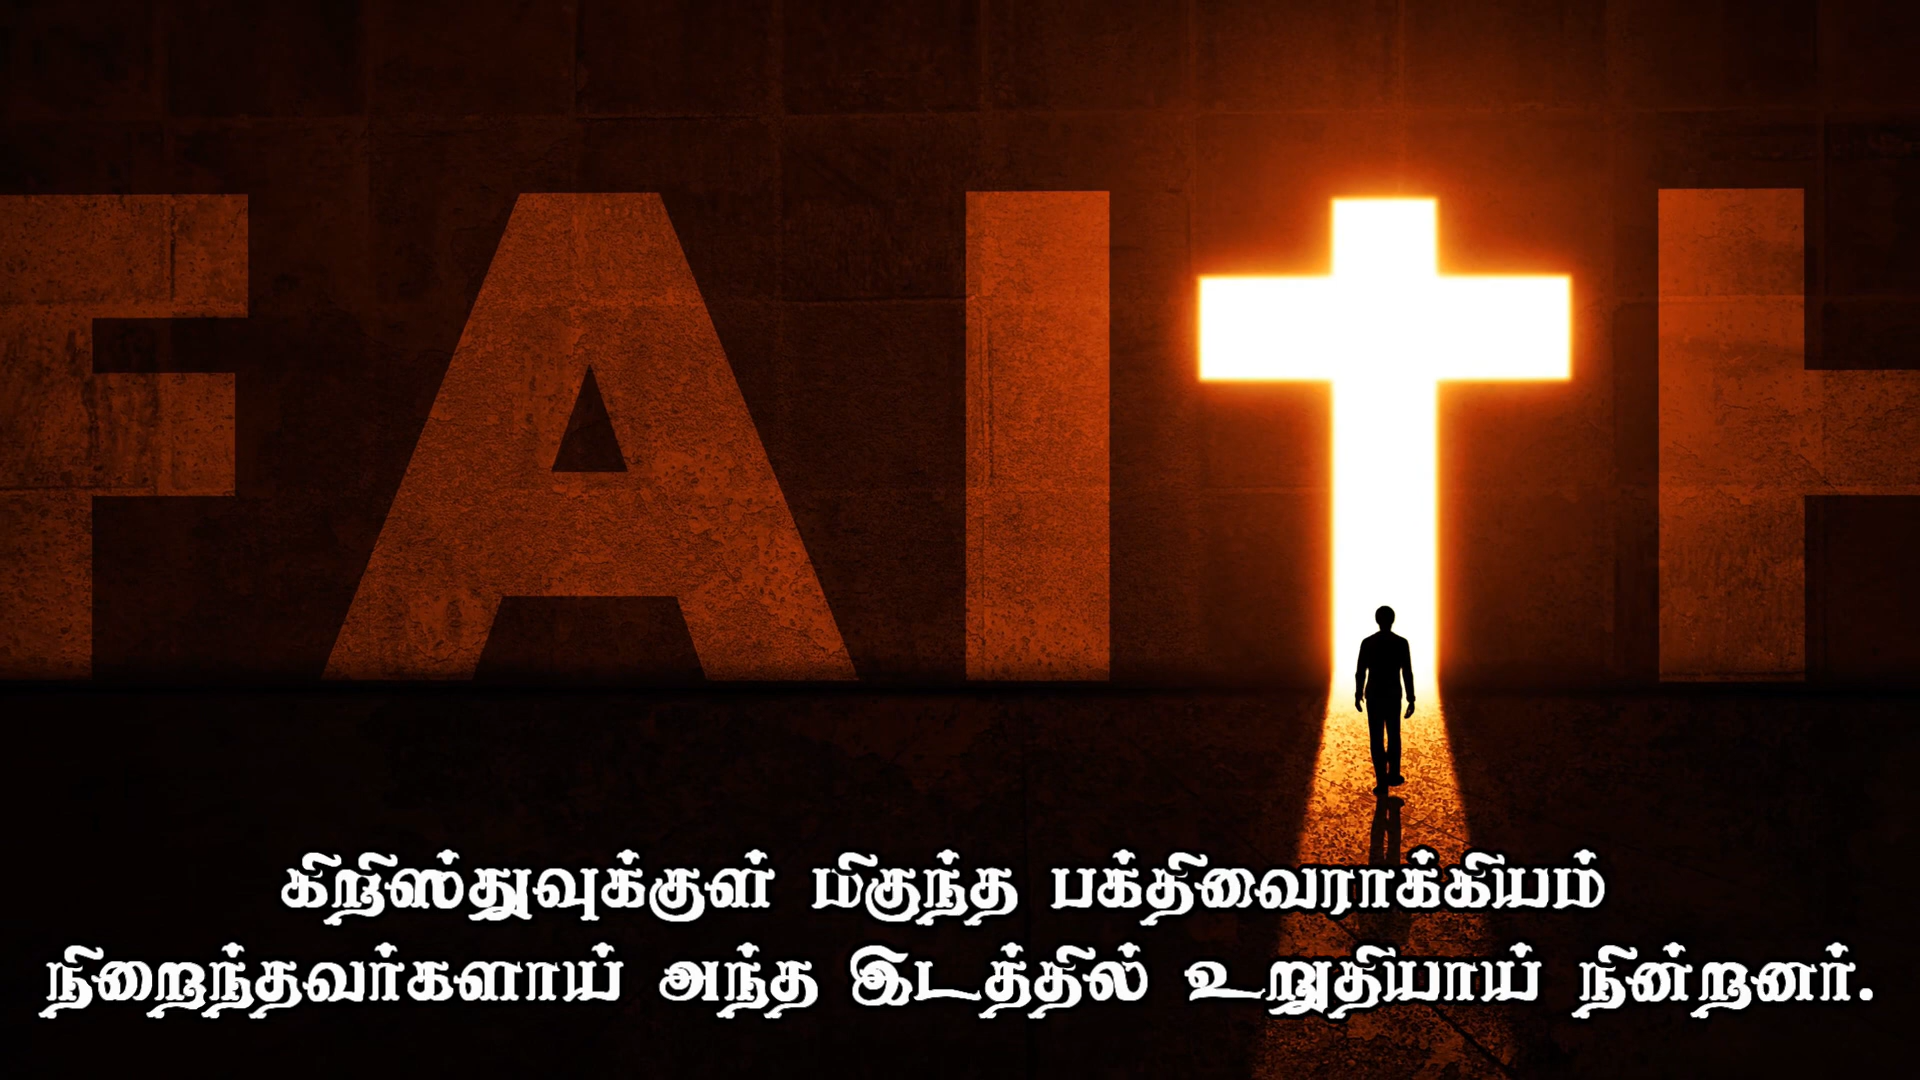 FAITH
கிறிஸ்துவுக்குள் மிகுந்த பக்திவைராக்கியம்
நிறைந்தவர்களாய் அந்த இடத்தில் உறுதியாய் நின்றனர்.